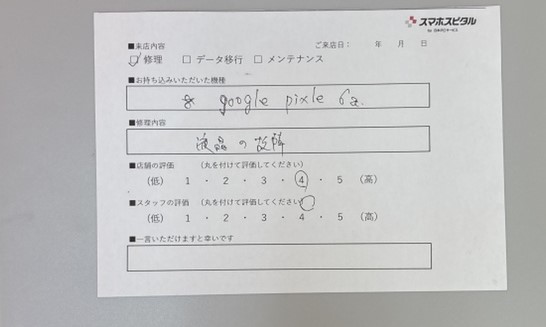 スマホスピタル
■来店内容
ご来店日： 年 月 日
☑ 修理 □ データ移行 □ メンテナンス
■お持ち込みいただいた機種
google pixle 6a.
■修理内容
液晶の故障
■店舗の評価 （丸を付けて評価してください）
（低） 1 ・ 2 ・ 3 ・ 4 ・ 5 （高）
■スタッフの評価 （丸を付けて評価してください）
（低） 1 ・ 2 ・ 3 ・ 4 ・ 5 （高）
■一言いただけますと幸いです